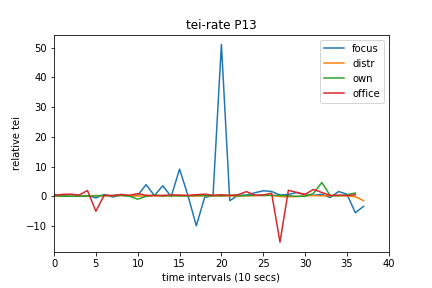 tei-rate P13
50
40
30
20
10
0
−10
relative tei
focus
distr
own
office
0 5 10 15 20 25 30 35 40
time intervals (10 secs)